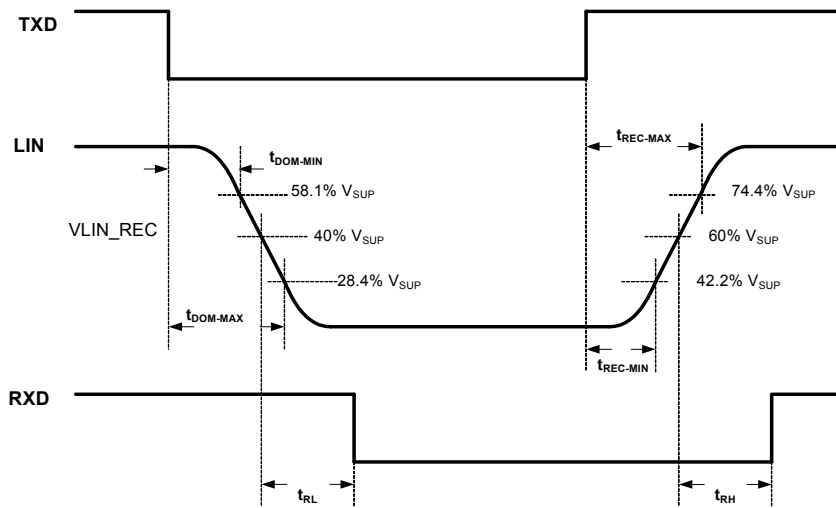 TXD
LIN
tREC-MAX
tDOM-MIN
58.1% VSUP
74.4% VSUP
VLIN_REC
40% VSUP
60% VSUP
28.4% VSUP
42.2% VSUP
tDOM-MAX
tREC-MIN
RXD
tRL
tRH